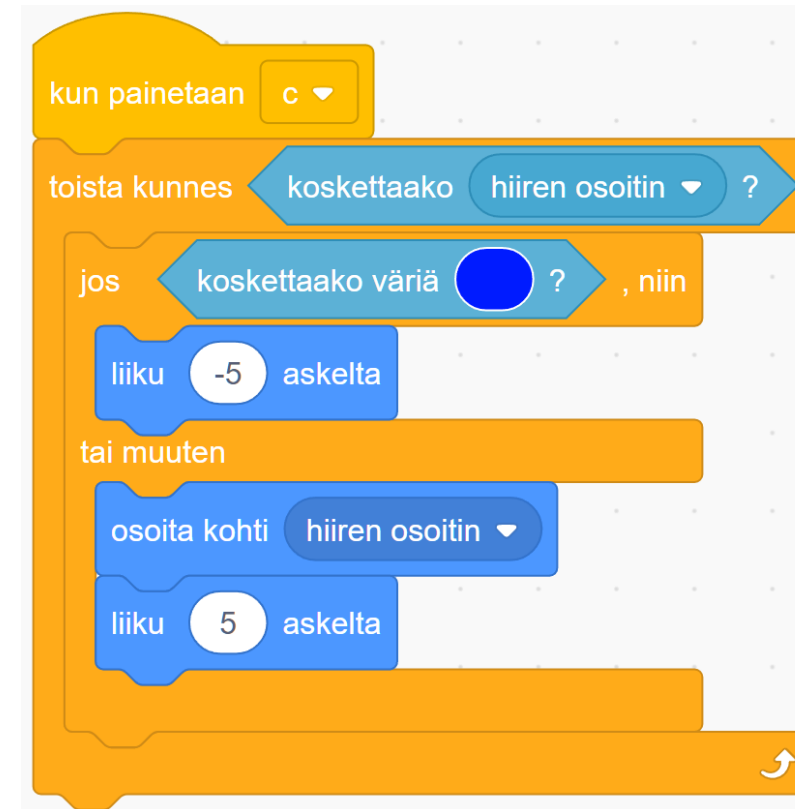 kun painetaan c
toista kunnes koskettaako hiiren osoitin ?
jos koskettaako väriä ? , niin
liiku -5 askelta
tai muuten
osoita kohti hiiren osoitin
liiku 5 askelta